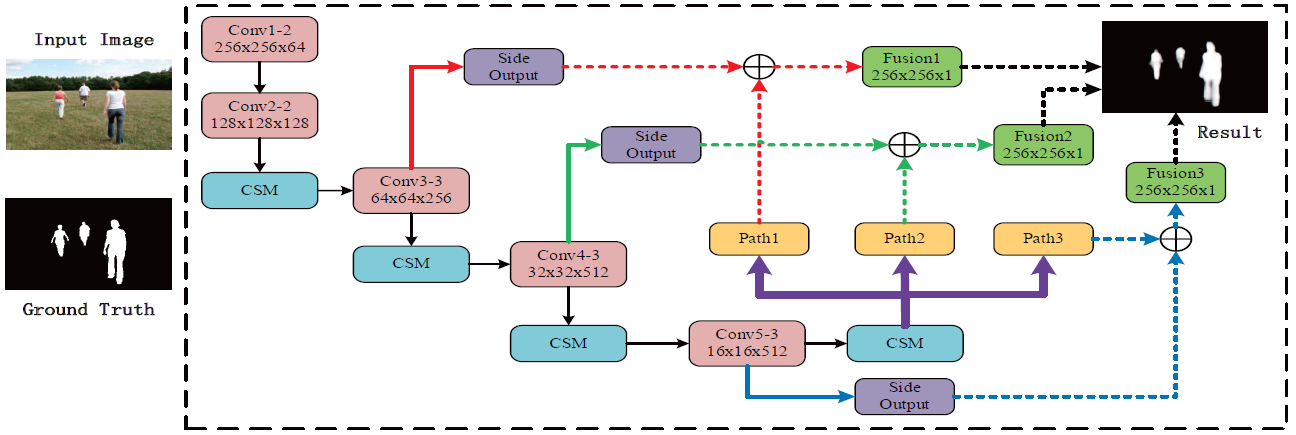 Input Image
Ground Truth
Conv1-2
256x256x64
Conv2-2
128x128x128
CSM
Conv3-3
64x64x256
CSM
Conv4-3
32x32x512
CSM
Conv5-3
16x16x512
CSM
Side
Output
Side
Output
Side
Output
Path1
Path2
Path3
Fusion1
256x256x1
Fusion2
256x256x1
Fusion3
256x256x1
Result